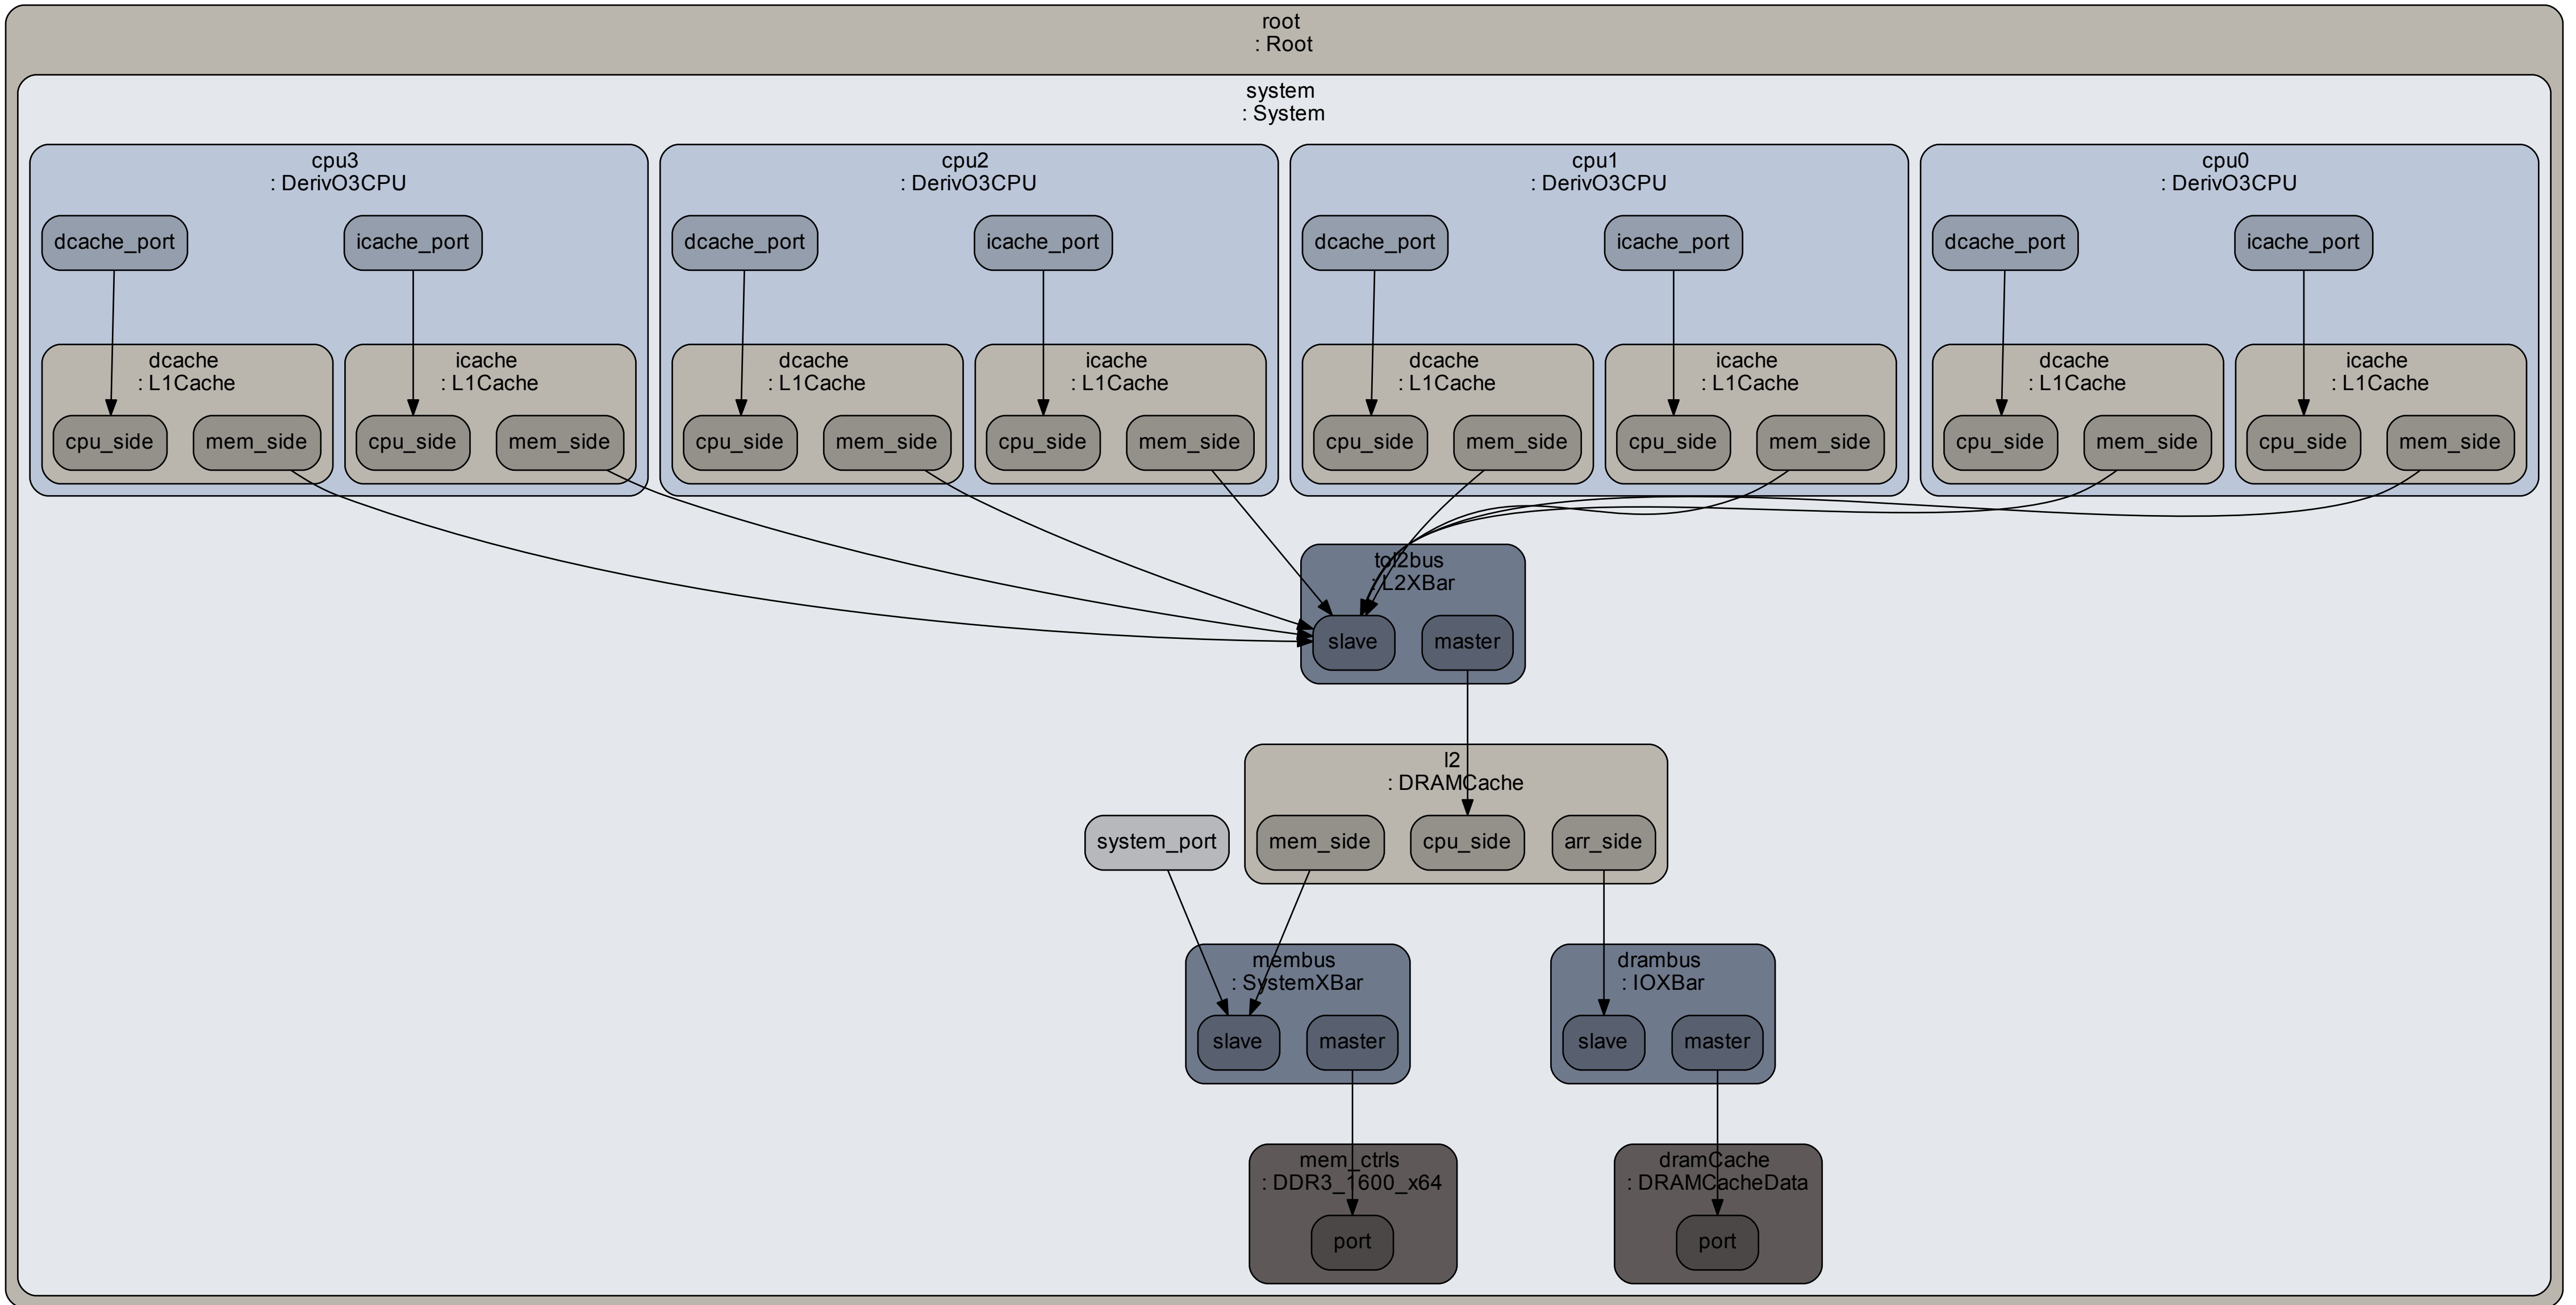 root
: Root
system
: System
cpu3
: DerivO3CPU
cpu2
: DerivO3CPU
cpu1
: DerivO3CPU
cpu0
: DerivO3CPU
dcache_port
icache_port
dcache_port
icache_port
dcache_port
icache_port
dcache_port
icache_port
dcache
: L1Cache
icache
: L1Cache
dcache
: L1Cache
icache
: L1Cache
dcache
: L1Cache
icache
: L1Cache
dcache
: L1Cache
icache
: L1Cache
cpu_side
mem_side
cpu_side
mem_side
cpu_side
mem_side
cpu_side
mem_side
cpu_side
mem_side
cpu_side
mem_side
cpu_side
mem_side
cpu_side
mem_side
tol2bus
: L2XBar
slave
master
l2
: DRAMCache
system_port
mem_side
cpu_side
arr_side
membus
: SystemXBar
drambus
: IOXBar
slave
master
slave
master
mem_ctrls
: DDR3_1600_x64
dramCache
: DRAMCacheData
port
port